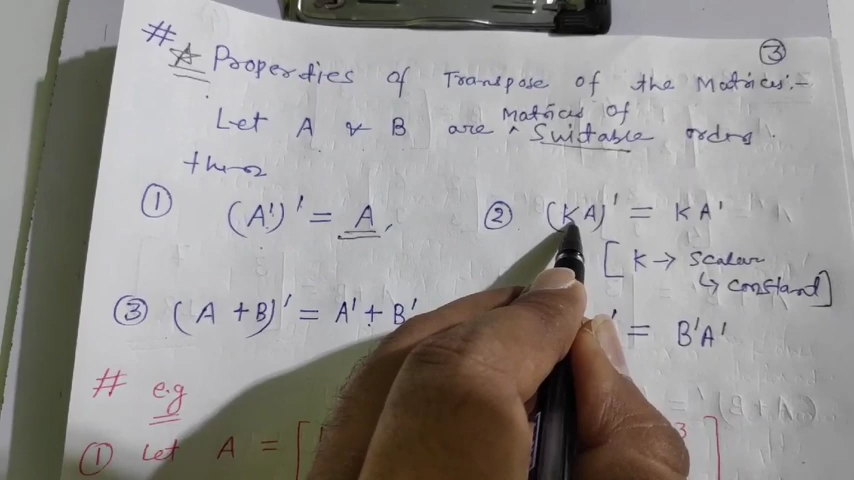 # ③
☆ Properties of Transpose of the Matrices:-
Let A & B are ^ Matrices of Suitable orders.
then
① (A')' = A, ② (KA)' = KA'
[K → scalar
↳ constant]
③ (A + B)' = A' + B' ' = B'A'
# e.g
① Let A = [ 3 ]